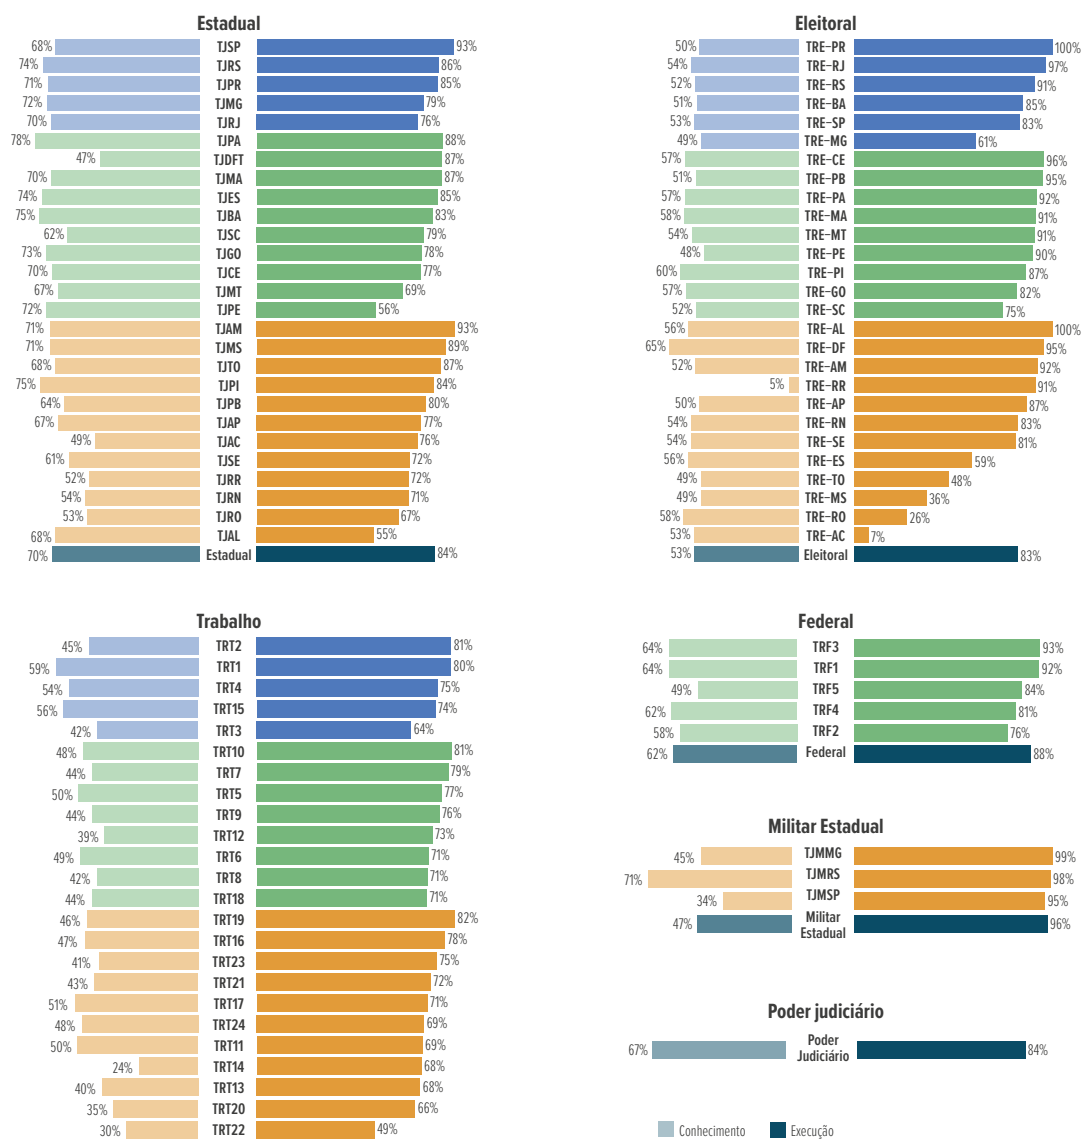 Estadual
68% TJSP 93%
74% TJRS 86%
71% TJPR 85%
72% TJMG 79%
70% TJRJ 76%
78% TJPA 88%
47% TJDFT 87%
70% TJMA 87%
74% TJES 85%
75% TJBA 83%
62% TJSC 79%
73% TJGO 78%
70% TJCE 77%
67% TJMT 69%
72% TJPE 56%
71% TJAM 93%
71% TJMS 89%
68% TJTO 87%
75% TJPI 84%
64% TJPB 80%
67% TJAP 77%
49% TJAC 76%
61% TJSE 72%
52% TJRR 72%
54% TJRN 71%
53% TJRO 67%
68% TJAL 55%
70% Estadual 84%
Eleitoral
50% TRE-PR 100%
54% TRE-RJ 97%
52% TRE-RS 91%
51% TRE-BA 85%
53% TRE-SP 83%
49% TRE-MG 61%
57% TRE-CE 96%
51% TRE-PB 95%
57% TRE-PA 92%
58% TRE-MA 91%
54% TRE-MT 91%
48% TRE-PE 90%
60% TRE-PI 87%
57% TRE-GO 82%
52% TRE-SC 75%
56% TRE-AL 100%
65% TRE-DF 95%
52% TRE-AM 92%
5% TRE-RR 91%
50% TRE-AP 87%
54% TRE-RN 83%
54% TRE-SE 81%
56% TRE-ES 59%
49% TRE-TO 48%
49% TRE-MS 36%
58% TRE-RO 26%
53% TRE-AC 7%
53% Eleitoral 83%
Trabalho
45% TRT2 81%
59% TRT1 80%
54% TRT4 75%
56% TRT15 74%
42% TRT3 64%
48% TRT10 81%
44% TRT7 79%
50% TRT5 77%
44% TRT9 76%
39% TRT12 73%
49% TRT6 71%
42% TRT8 71%
44% TRT18 71%
46% TRT19 82%
47% TRT16 78%
41% TRT23 75%
43% TRT21 72%
51% TRT17 71%
48% TRT24 69%
50% TRT11 69%
24% TRT14 68%
40% TRT13 68%
35% TRT20 66%
30% TRT22 49%
Federal
64% TRF3 93%
64% TRF1 92%
49% TRF5 84%
62% TRF4 81%
58% TRF2 76%
62% Federal 88%
Militar Estadual
45% TJMMG 99%
71% TJMRS 98%
34% TJMSP 95%
47% Militar 96%
Estadual
Poder judiciário
67% Poder 84%
Judiciário
Conhecimento Execução